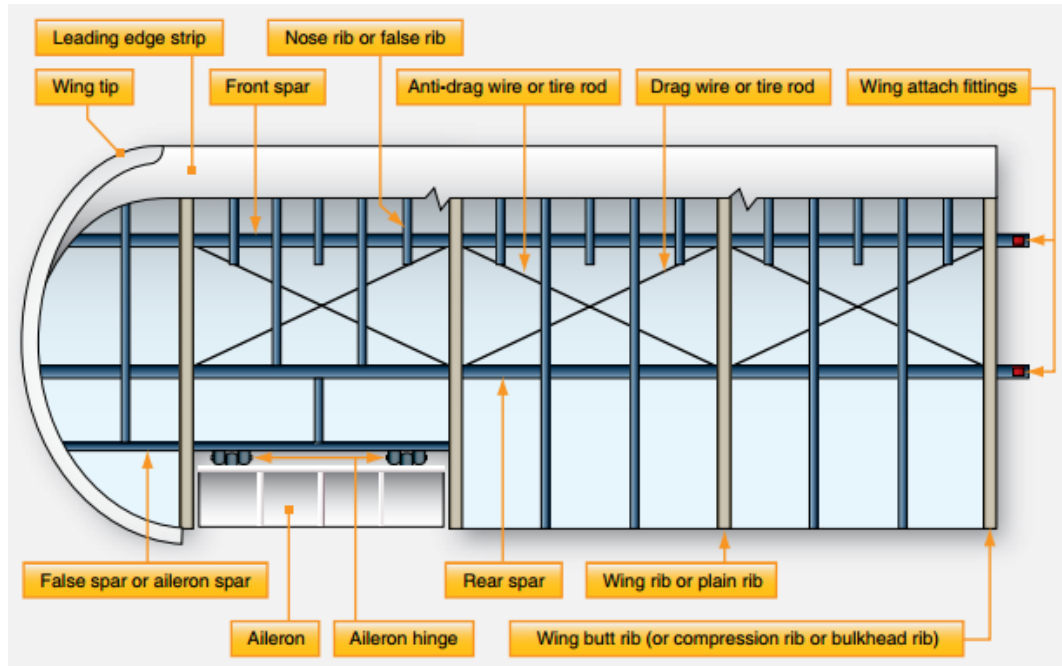 Leading edge strip
Nose rib or false rib
Wing tip
Front spar
Anti-drag wire or tire rod
Drag wire or tire rod
Wing attach fittings
False spar or aileron spar
Rear spar
Wing rib or plain rib
Aileron
Aileron hinge
Wing butt rib (or compression rib or bulkhead rib)